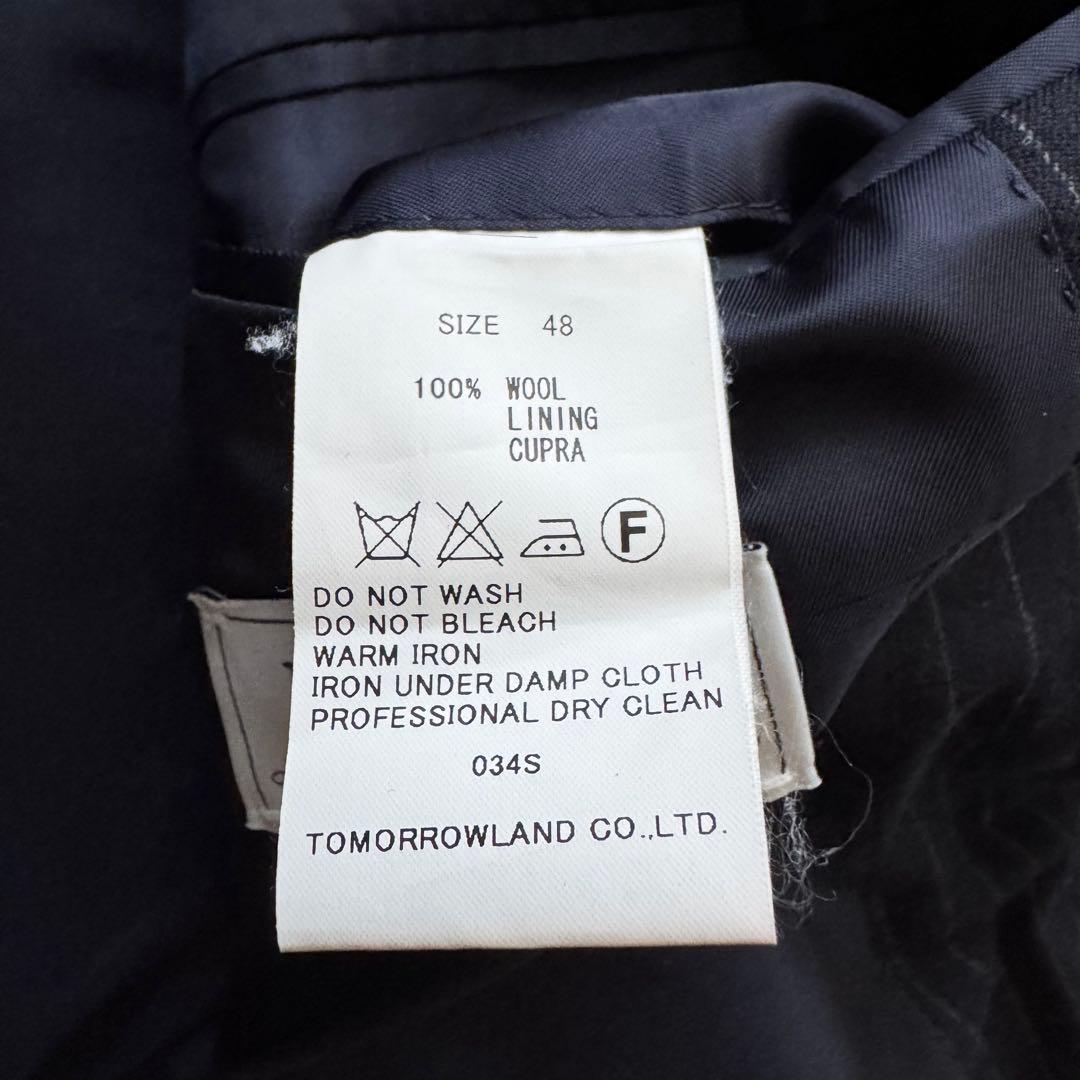 SIZE 48
100% WOOL
LINING
CUPRA
F
DO NOT WASH
DO NOT BLEACH
WARM IRON
IRON UNDER DAMP CLOTH
PROFESSIONAL DRY CLEAN
034S
TOMORROWLAND CO.,LTD.